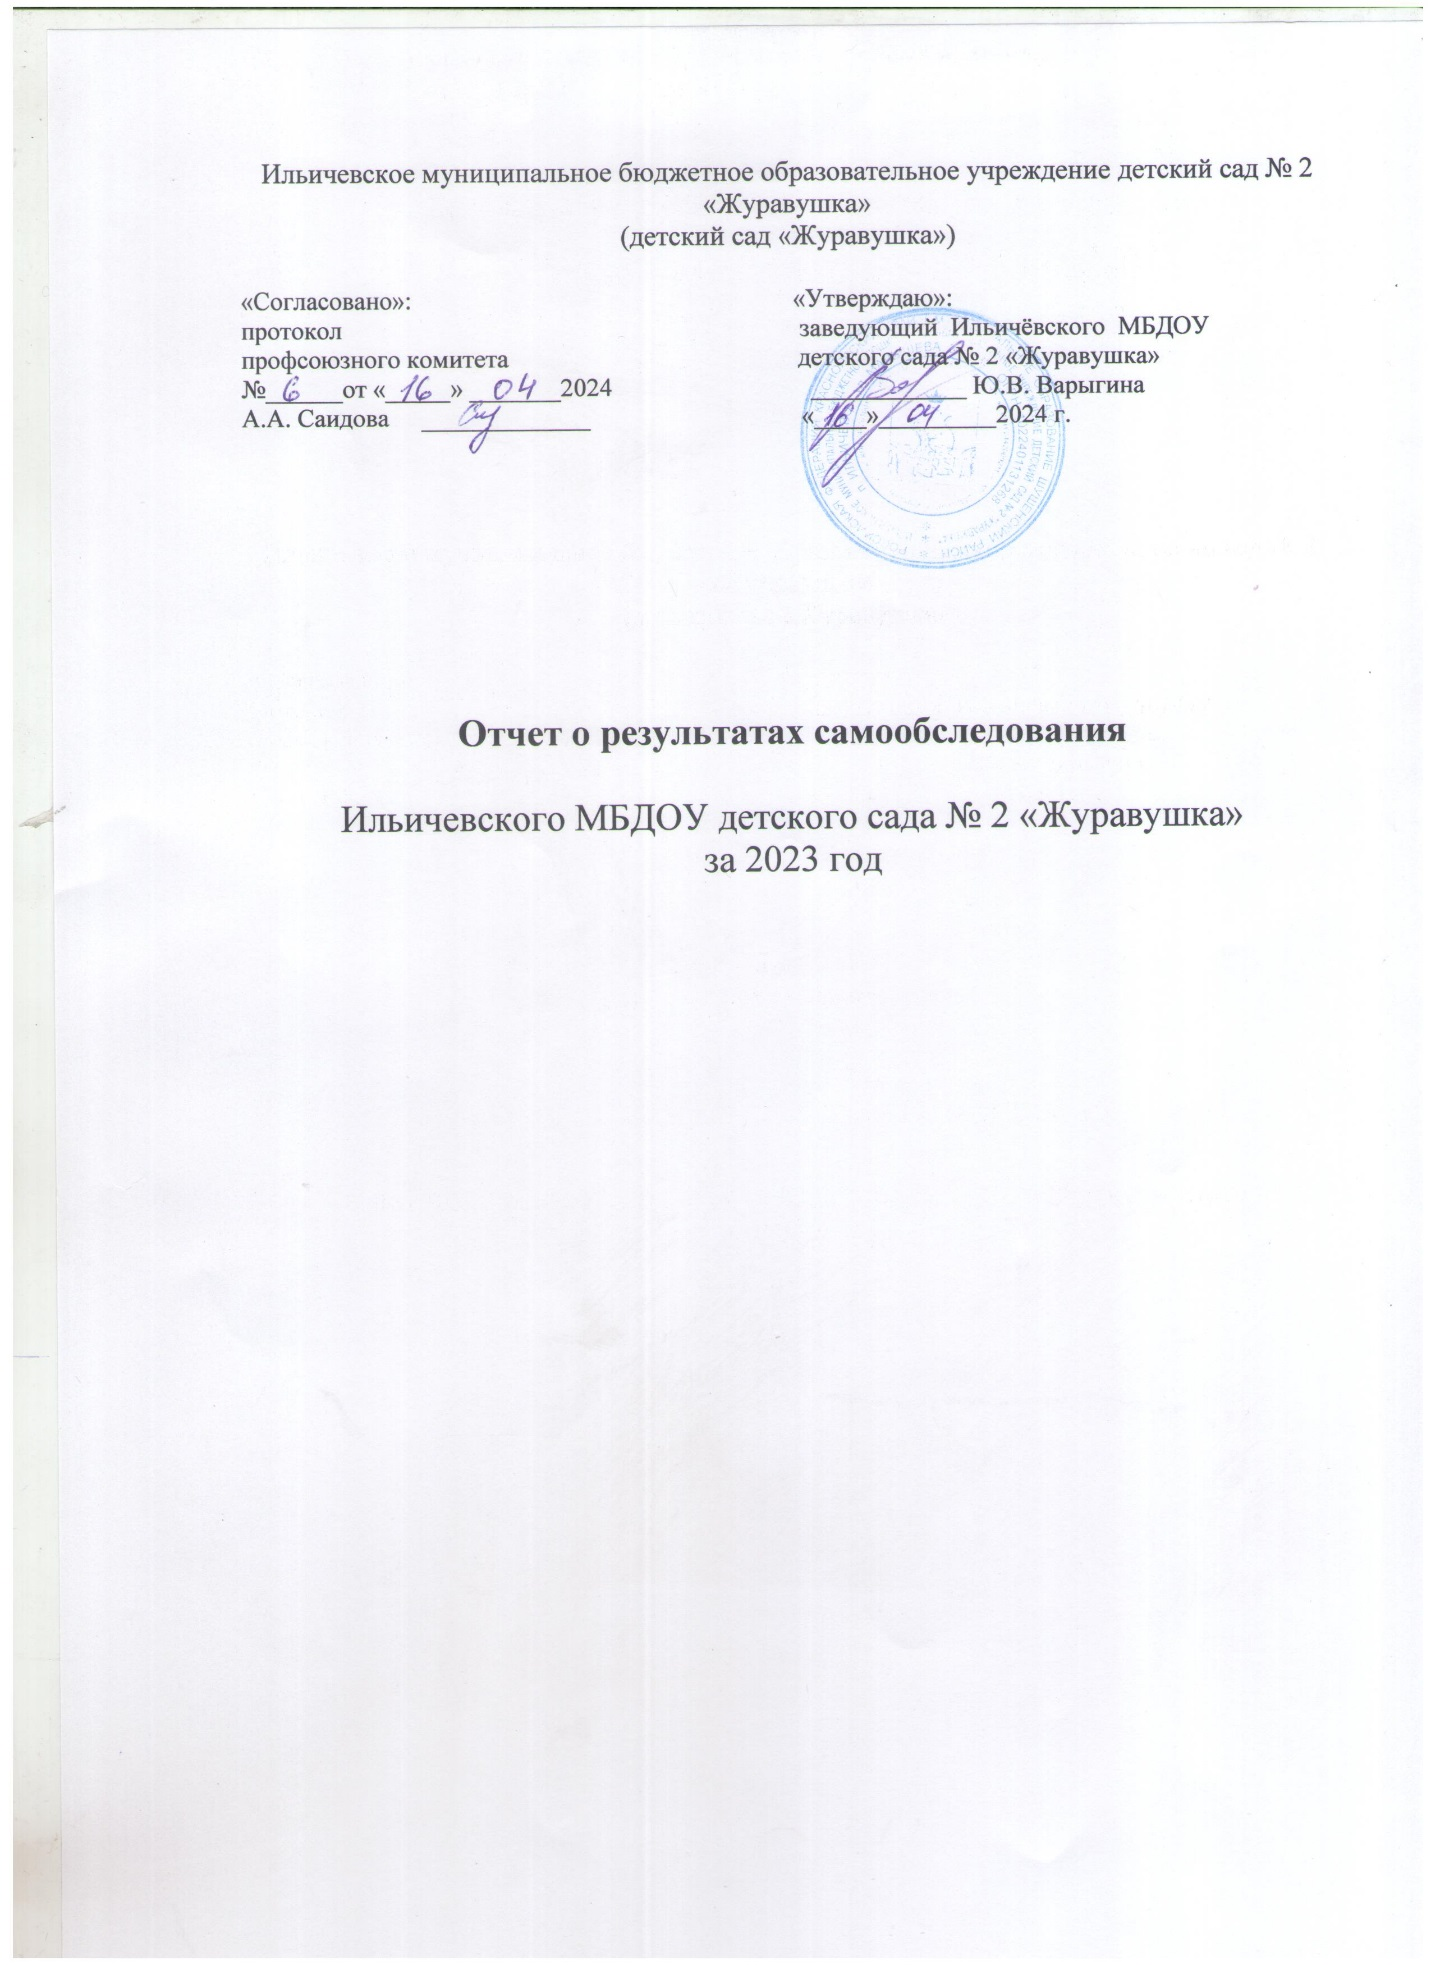 Ильичевское муниципальное бюджетное образовательное учреждение детский сад № 2
«Журавушка»
(детский сад «Журавушка»)
«Согласовано»:
протокол
профсоюзного комитета
№ 6 от « 16 » 04 2024
А.А. Саидова
«Утверждаю»:
заведующий Ильичёвского МБДОУ
детского сада № 2 «Журавушка»
Ю.В. Варыгина
« 16 » 04 2024 г.
Отчет о результатах самообследования
Ильичевского МБДОУ детского сада № 2 «Журавушка»
за 2023 год